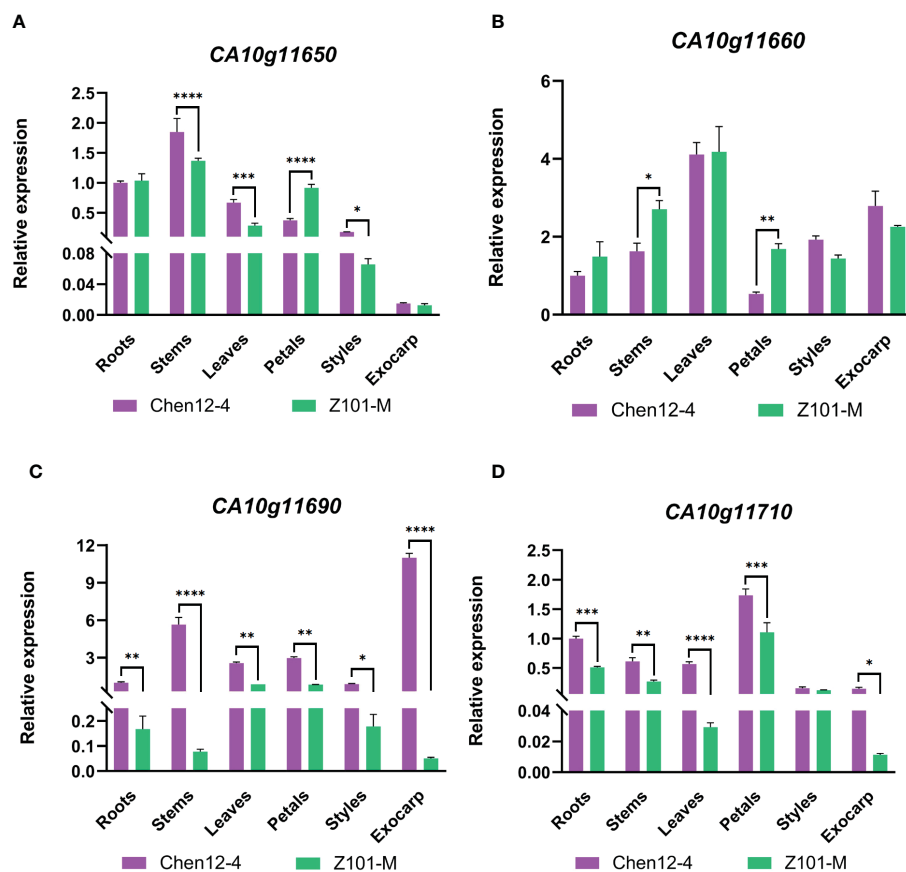 A
CA10g11650
Relative expression
2.5
2.0
1.5
1.0
0.5
0.08
0.04
0.00
****
***
****
*
Roots
Stems
Leaves
Petals
Styles
Exocarp
Chen12-4 Z101-M
B
CA10g11660
Relative expression
6
4
2
0
*
**
Roots
Stems
Leaves
Petals
Styles
Exocarp
Chen12-4 Z101-M
C
CA10g11690
Relative expression
12
9
6
3
0.2
0.1
0.0
**
****
**
**
*
****
Roots
Stems
Leaves
Petals
Styles
Exocarp
Chen12-4 Z101-M
D
CA10g11710
Relative expression
2.5
2.0
1.5
1.0
0.5
0.04
0.02
0.00
***
**
****
***
*
Roots
Stems
Leaves
Petals
Styles
Exocarp
Chen12-4 Z101-M